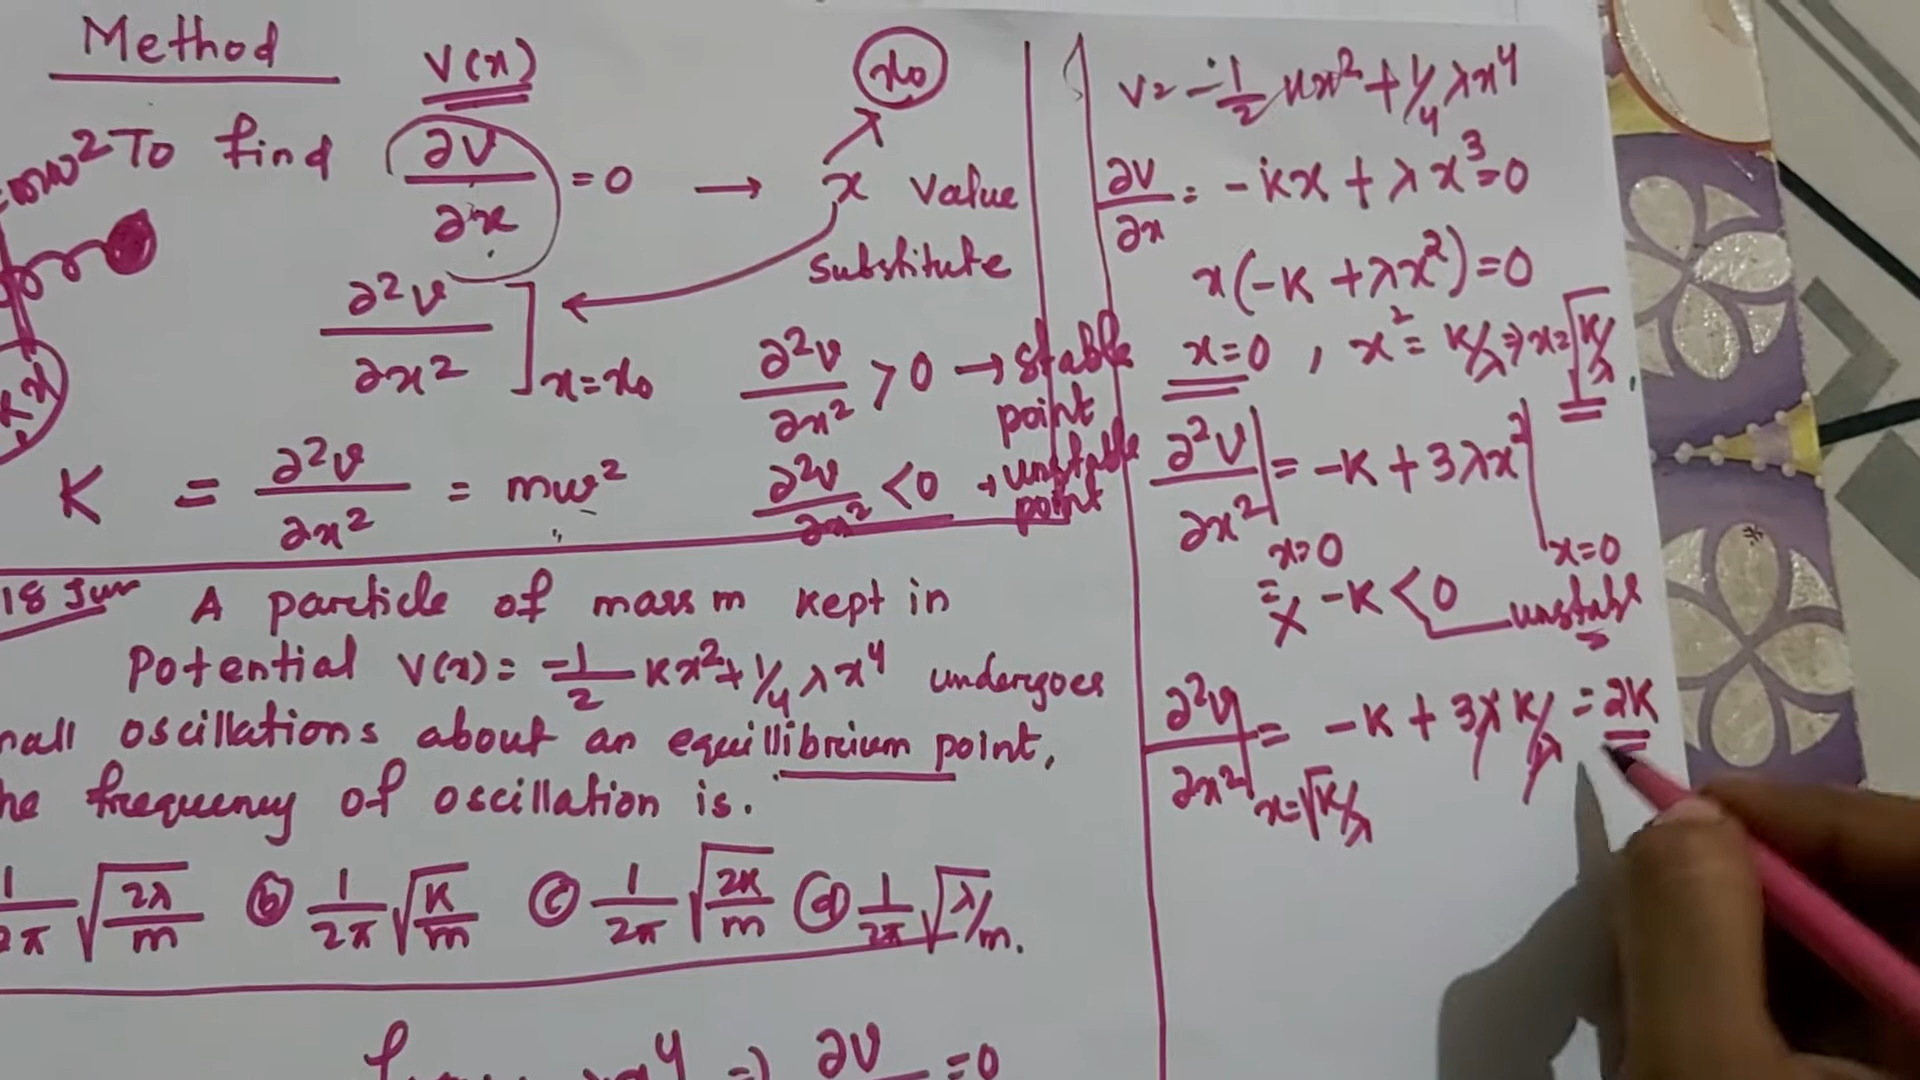 Method
V(x)
x₀
mω² To find ∂V/∂x = 0 → x value
substitute
∂²V/∂x² ]x=x₀
∂²V/∂x² > 0 → stable point
K = ∂²V/∂x² = mω²
∂²V/∂x² < 0 → unstable point
18 Jun A particle of mass m kept in
Potential V(x) = -1/2 Kx² + 1/4 λx⁴ undergoes
mall oscillations about an equillibrium point,
he frequency of oscillation is.
1/2π √(2λ/m) (b) 1/2π √(K/m) (c) 1/2π √(2K/m) (d) 1/2π √(λ/m).
x⁴ ⇒ ∂V =0
V= -1/2 Kx² + 1/4 λx⁴
∂V/∂x = -Kx + λx³ = 0
x(-K + λx²) = 0
x=0, x² = K/λ ⇒ x=√(K/λ),
∂²V/∂x² |x=0 = -K + 3λx² |x=0
= -K < 0 unstable
∂²V/∂x² |x=√K/λ = -K + 3λ K/λ = 2K